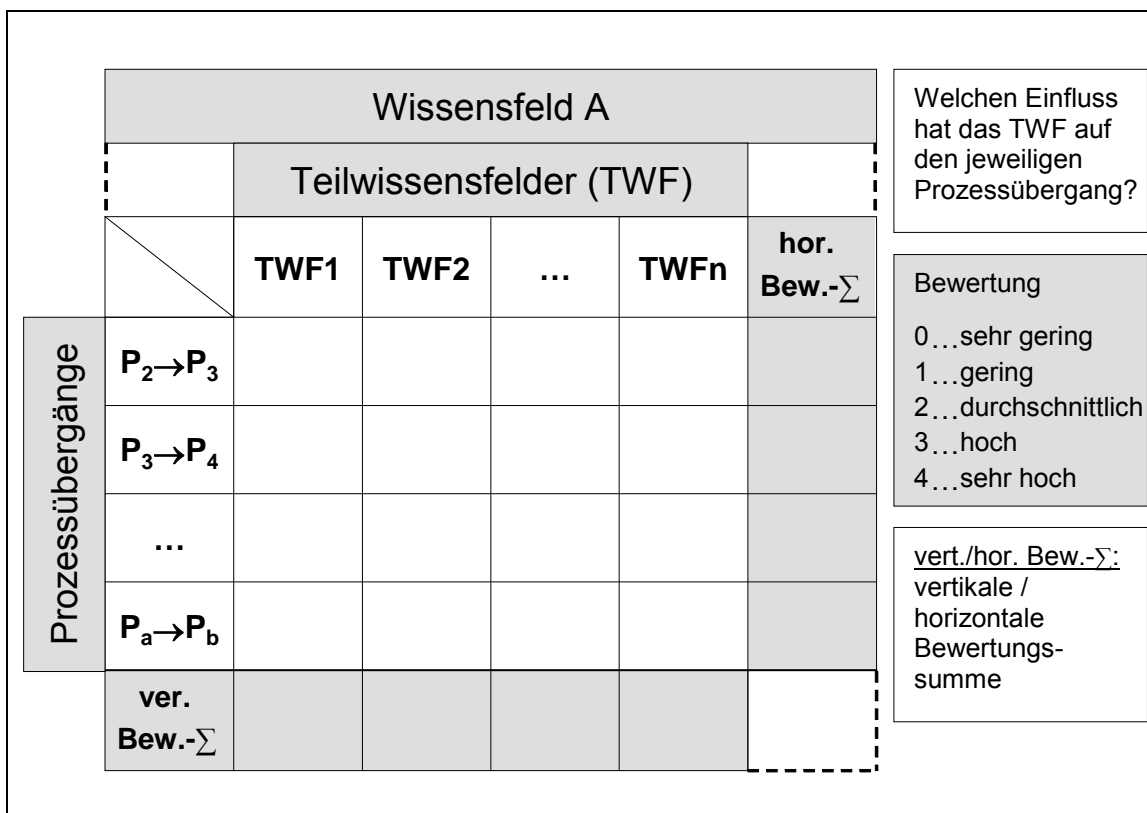 Wissensfeld A
Teilwissensfelder (TWF)
TWF1 TWF2 … TWFn hor.
Bew.-∑
Prozessübergänge
P₂→P₃
P₃→P₄
…
Pₐ→P_b
ver.
Bew.-∑
Welchen Einfluss
hat das TWF auf
den jeweiligen
Prozessübergang?
Bewertung
0…sehr gering
1…gering
2…durchschnittlich
3…hoch
4…sehr hoch
vert./hor. Bew.-∑:
vertikale /
horizontale
Bewertungs-
summe